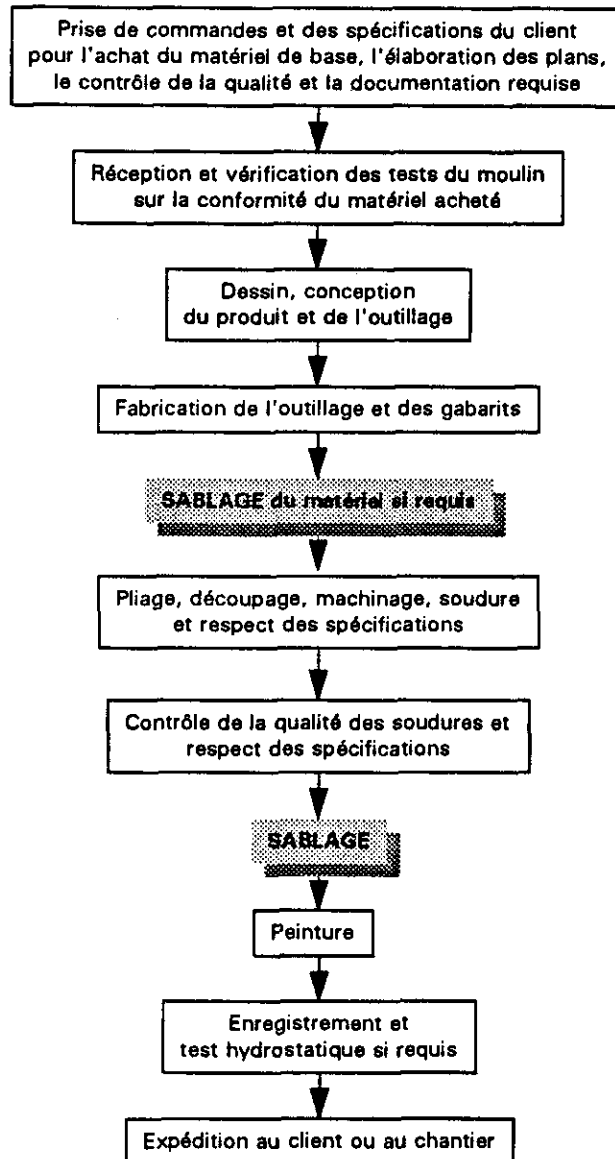 Prise de commandes et des spécifications du client
pour l'achat du matériel de base, l'élaboration des plans,
le contrôle de la qualité et la documentation requise
Réception et vérification des tests du moulin
sur la conformité du matériel acheté
Dessin, conception
du produit et de l'outillage
Fabrication de l'outillage et des gabarits
SABLAGE du matériel si requis
Pliage, découpage, machinage, soudure
et respect des spécifications
Contrôle de la qualité des soudures et
respect des spécifications
SABLAGE
Peinture
Enregistrement et
test hydrostatique si requis
Expédition au client ou au chantier